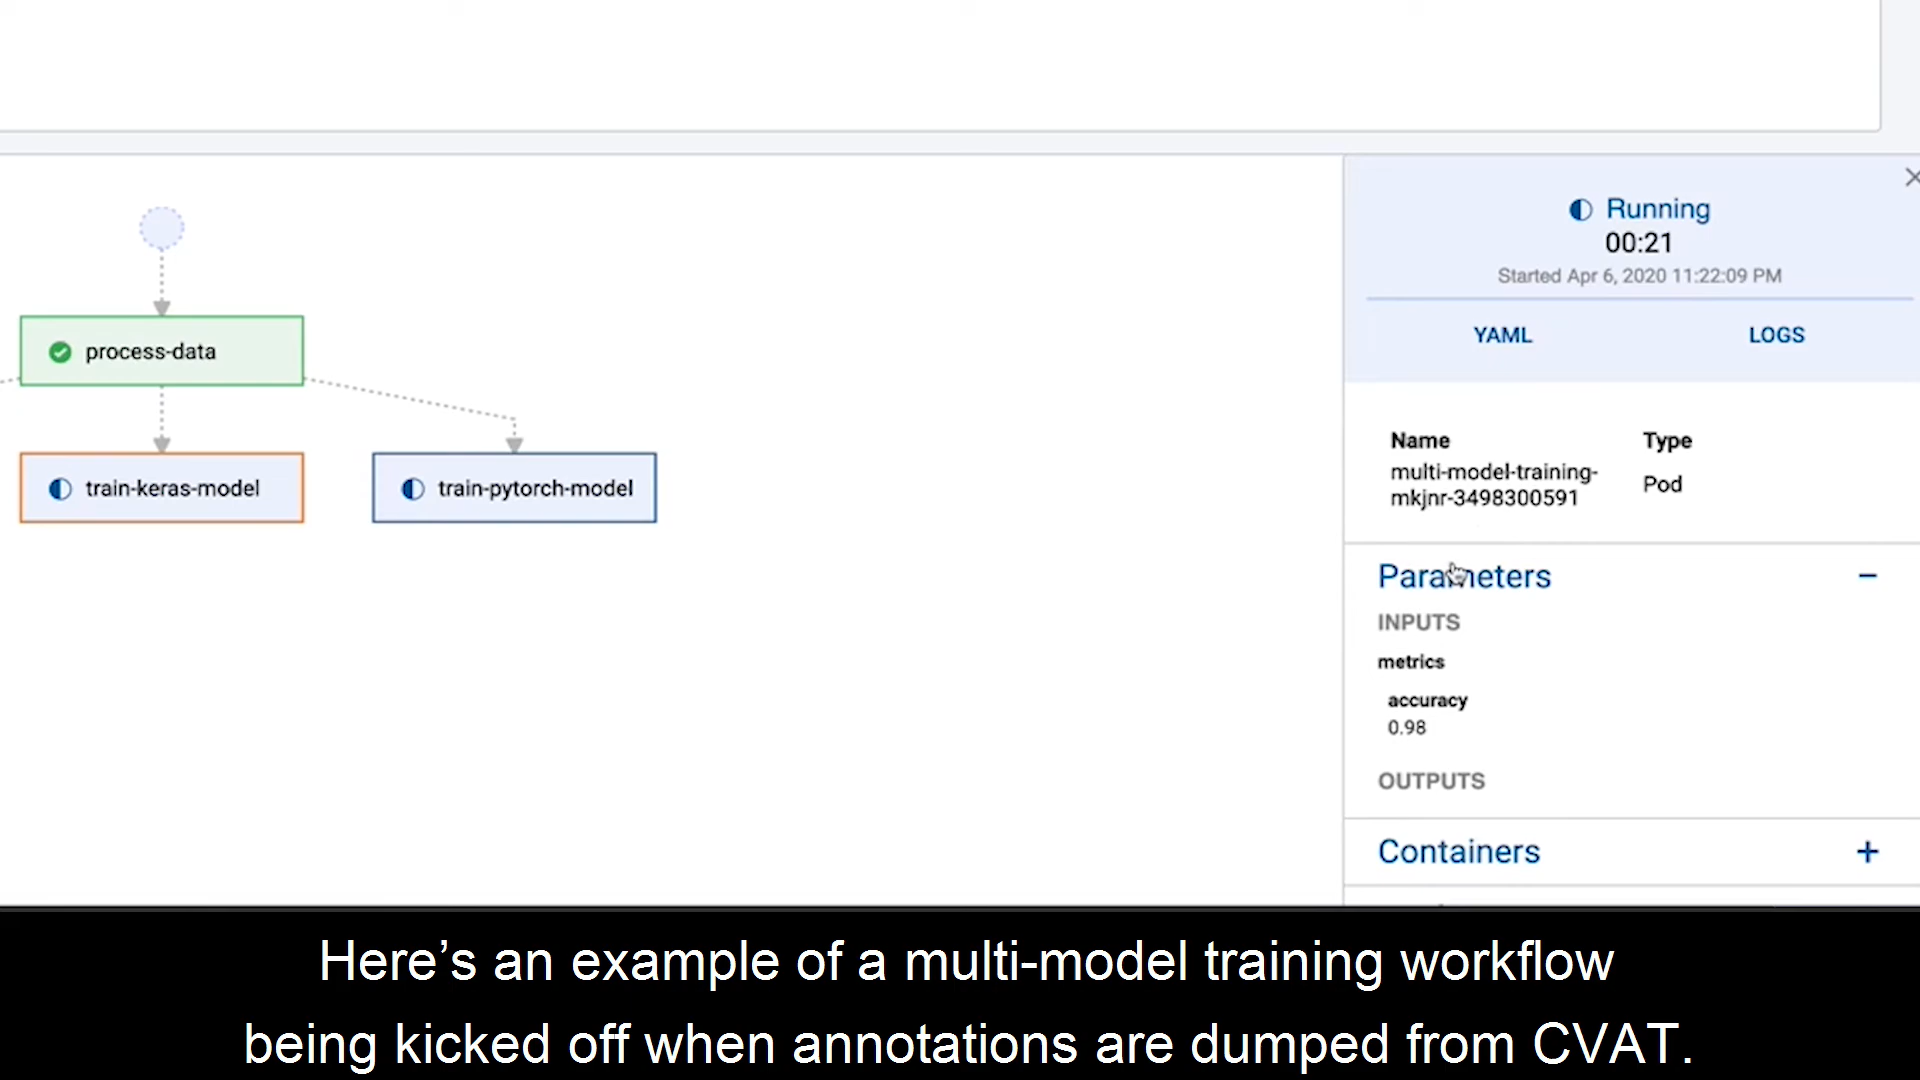 process-data
train-keras-model
train-pytorch-model
Running
00:21
Started Apr 6, 2020 11:22:09 PM
YAML
LOGS
Name
Type
multi-model-training-
mkjnr-3498300591
Pod
Parameters
INPUTS
metrics
accuracy
0.98
OUTPUTS
Containers
Here’s an example of a multi-model training workflow
being kicked off when annotations are dumped from CVAT.